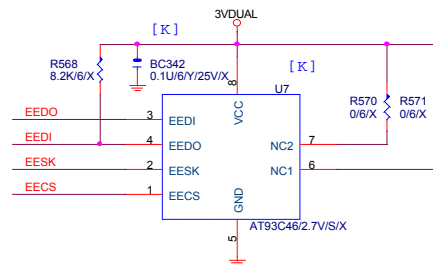 [K]
3VDUAL
R568
8.2K/6/X
BC342
0.1U/6/Y/25V/X
[K]
U7
R570
0/6/X
R571
0/6/X
8
VCC
EEDO
3
EEDI
EEDI
4
EEDO
NC2
7
EESK
2
EESK
NC1
6
EECS
1
EECS
GND
5
AT93C46/2.7V/S/X